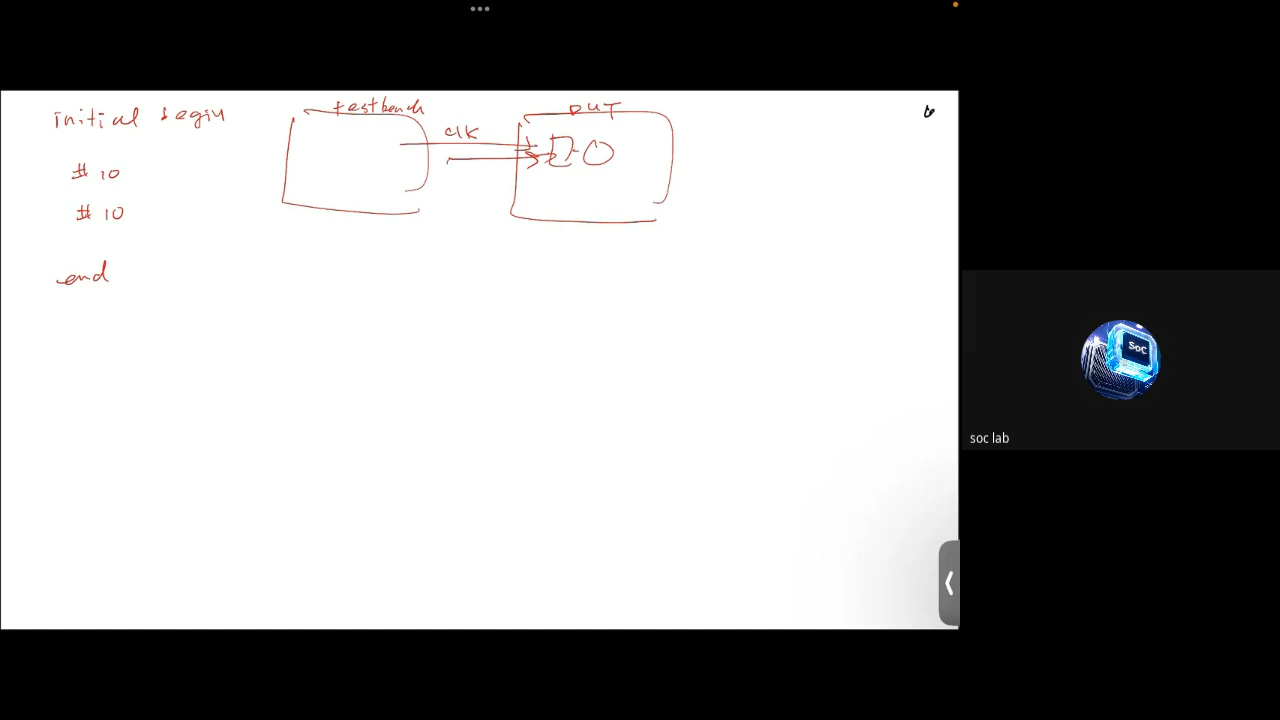 initial begin
# 10
# 10
end
testbench
clk
DUT
SoC
soc lab